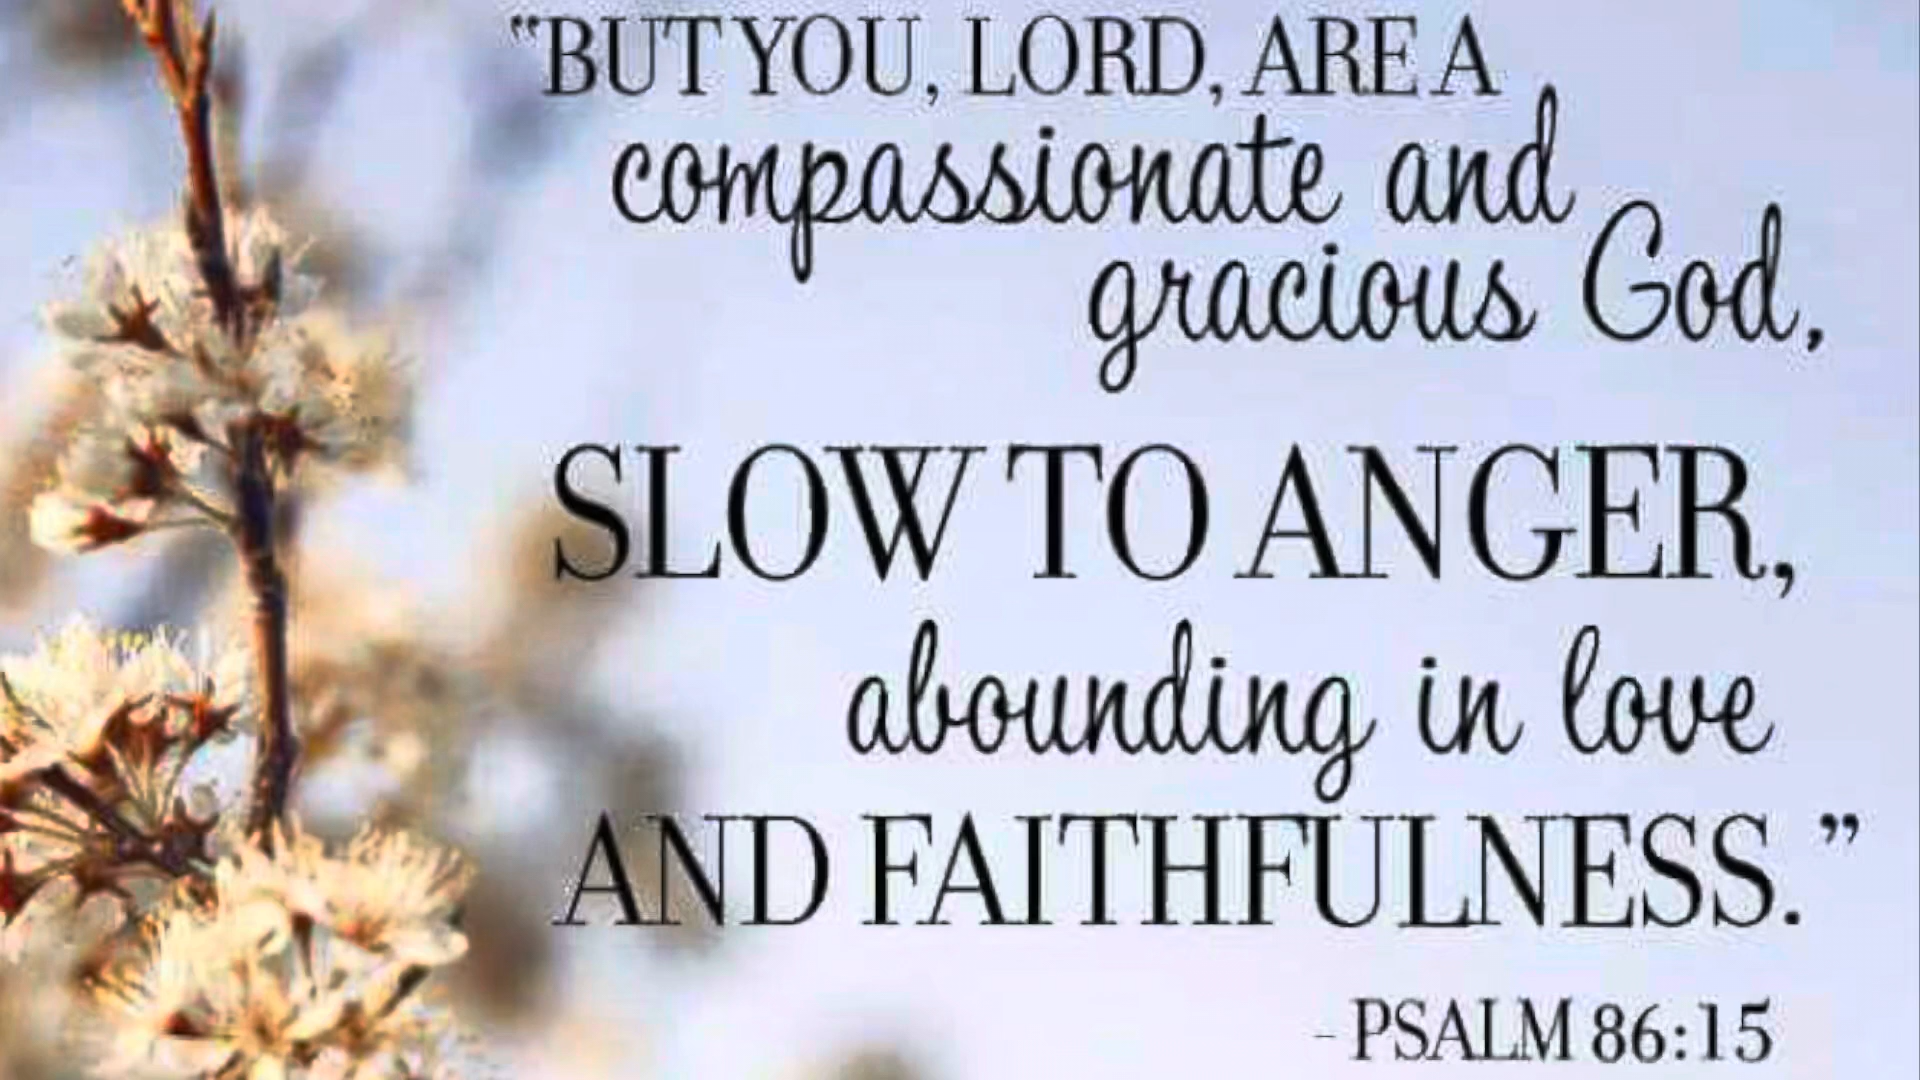 “BUT YOU, LORD, ARE A
compassionate and
gracious God,
SLOW TO ANGER,
abounding in love
AND FAITHFULNESS.”
- PSALM 86:15